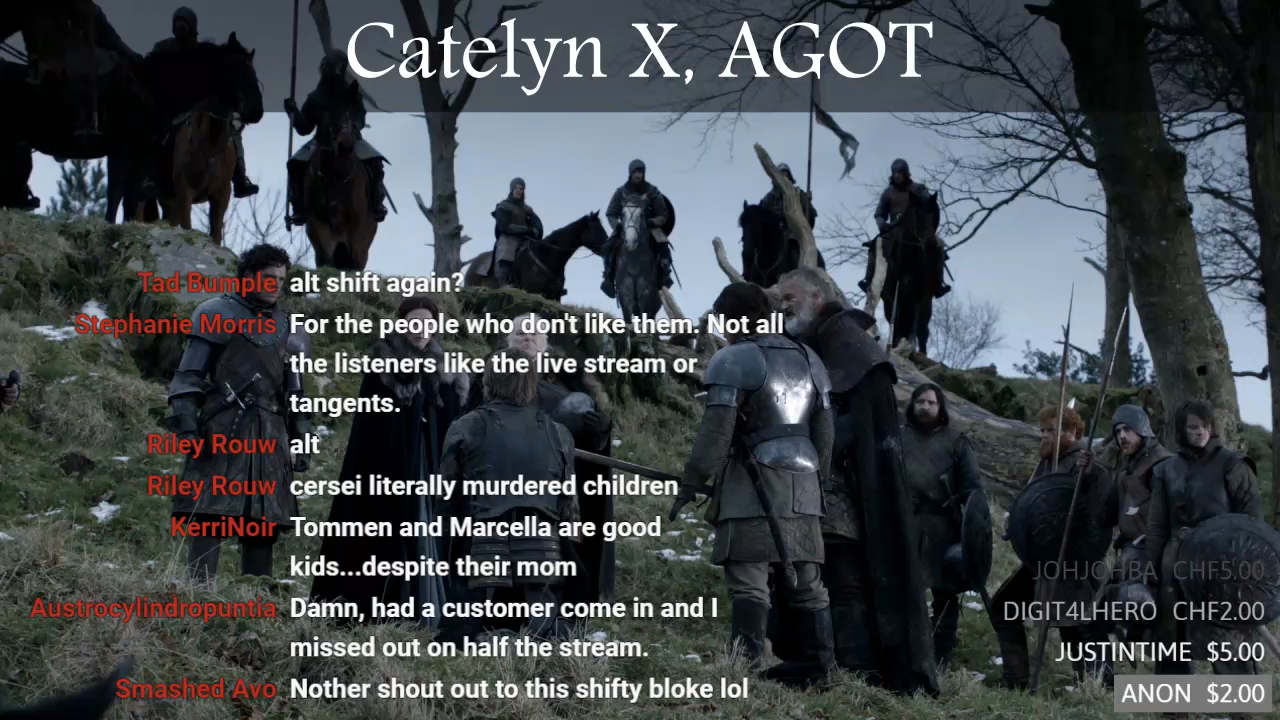 Catelyn X, AGOT
Tad Bumple alt shift again?
Stephanie Morris For the people who don't like them. Not all
the listeners like the live stream or
tangents.
Riley Rouw alt
Riley Rouw cersei literally murdered children
KerriNoir Tommen and Marcella are good
kids...despite their mom
Austrocylindropuntia Damn, had a customer come in and I
missed out on half the stream.
Smashed Avo Nother shout out to this shifty bloke lol
JOHJOHBA CHF5.00
DIGIT4LHERO CHF2.00
JUSTINTIME $5.00
ANON $2.00